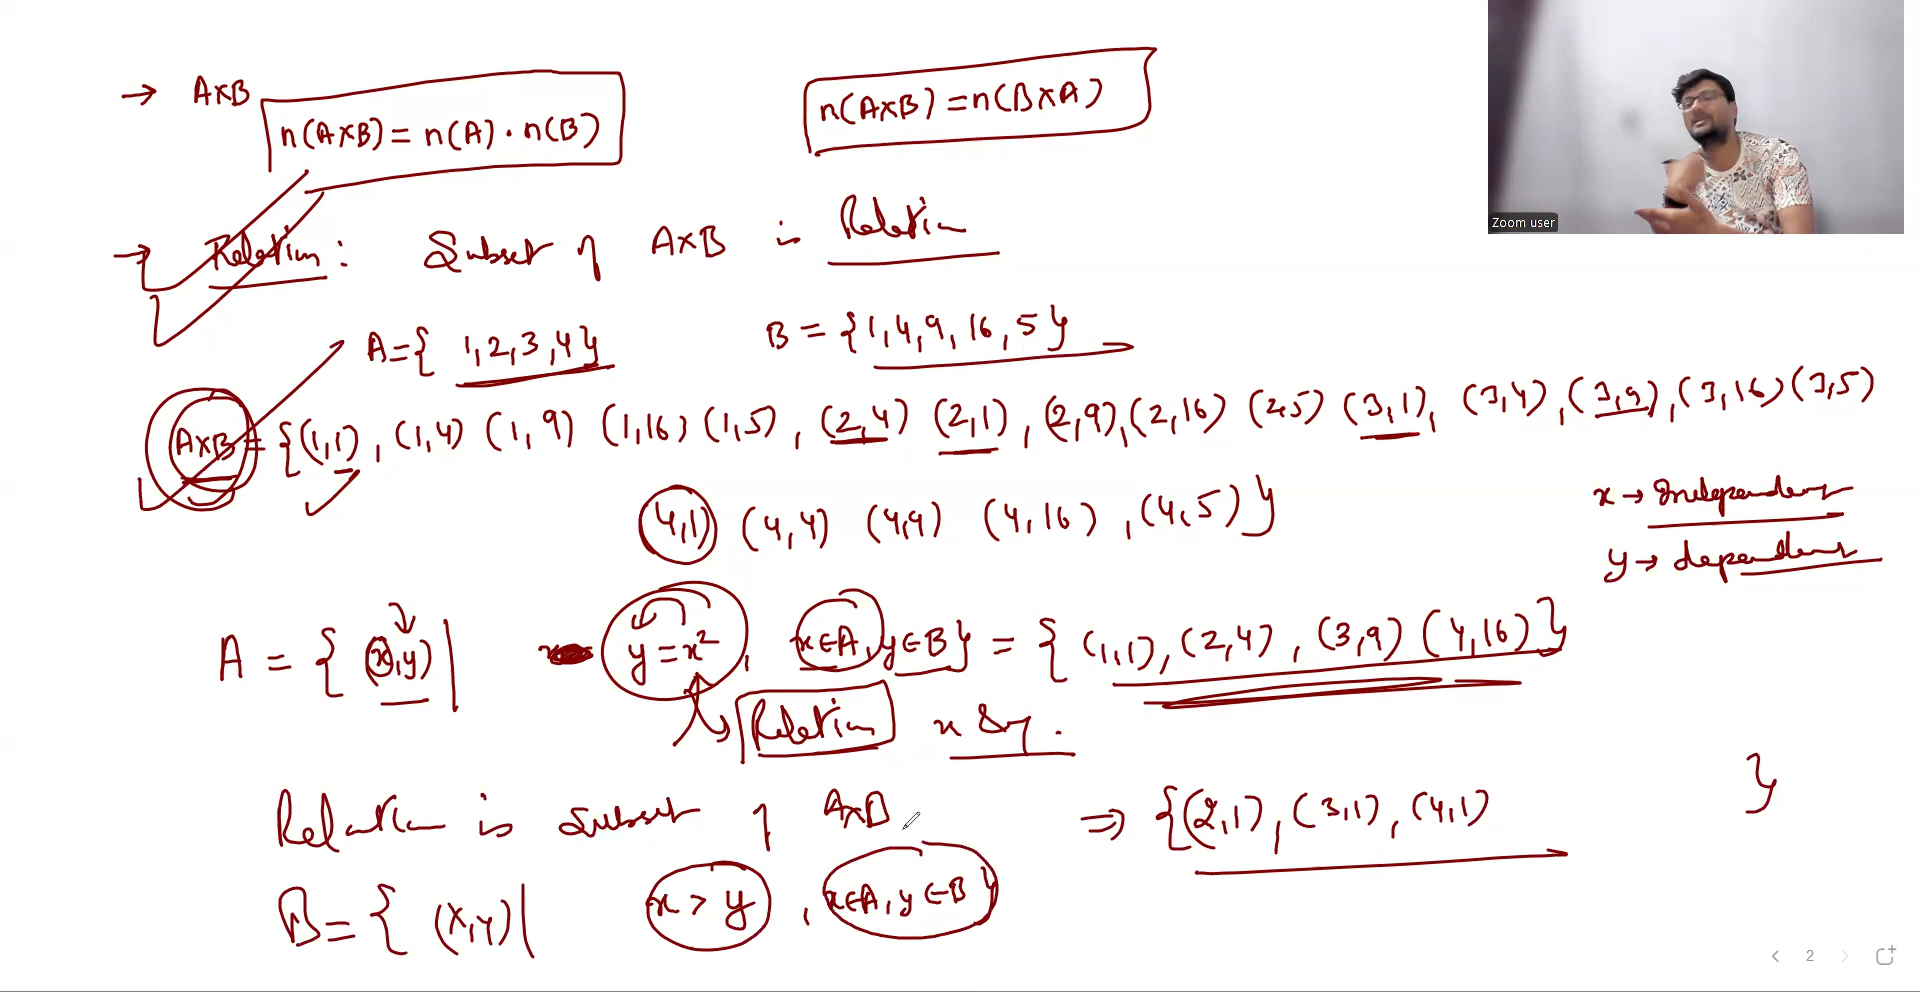 → A×B
n(A×B) = n(A) · n(B)
n(A×B) = n(B×A)
Zoom user
→ Relation : Subset of A×B is Relation
A = { 1, 2, 3, 4 } B = { 1, 4, 9, 16, 5 }
A×B = { (1,1) , (1,4) (1,9) (1,16) (1,5) , (2,4) (2,1) , (2,9) , (2,16) (2,5) (3,1) , (3,4) , (3,9) , (3,16) (3,5)
(4,1) (4,4) (4,9) (4,16) , (4,5) }
x → Independent
y → dependent
A = { (x,y) | y = x² , x∈A, y∈B } = { (1,1) , (2,4) , (3,9) (4,16) }
Relation x & y .
Relation is subset of A×B ⇒ { (2,1) , (3,1) , (4,1) }
B = { (x,y) | x > y , x∈A, y∈B }
2